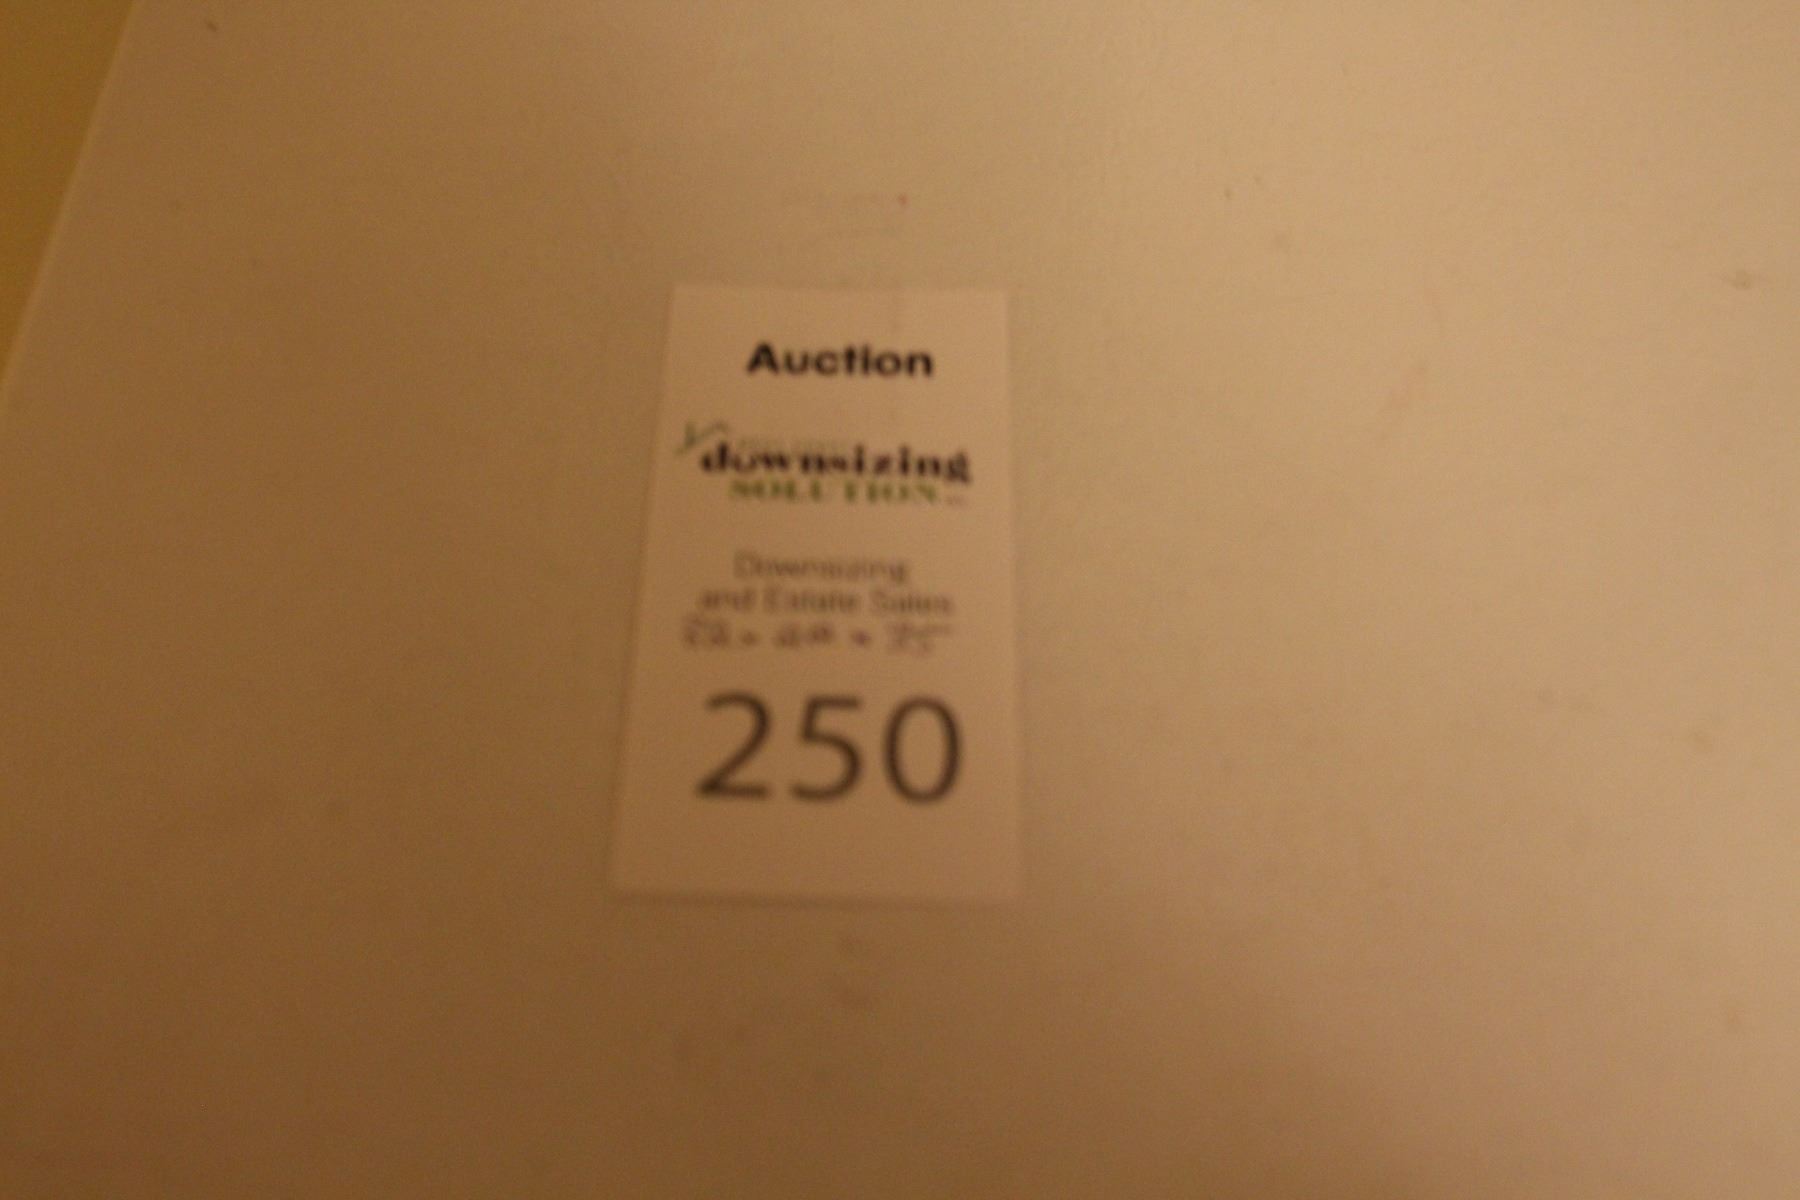 Auction
downsizing
SOLUTION
Downsizing
and Estate Sales
250